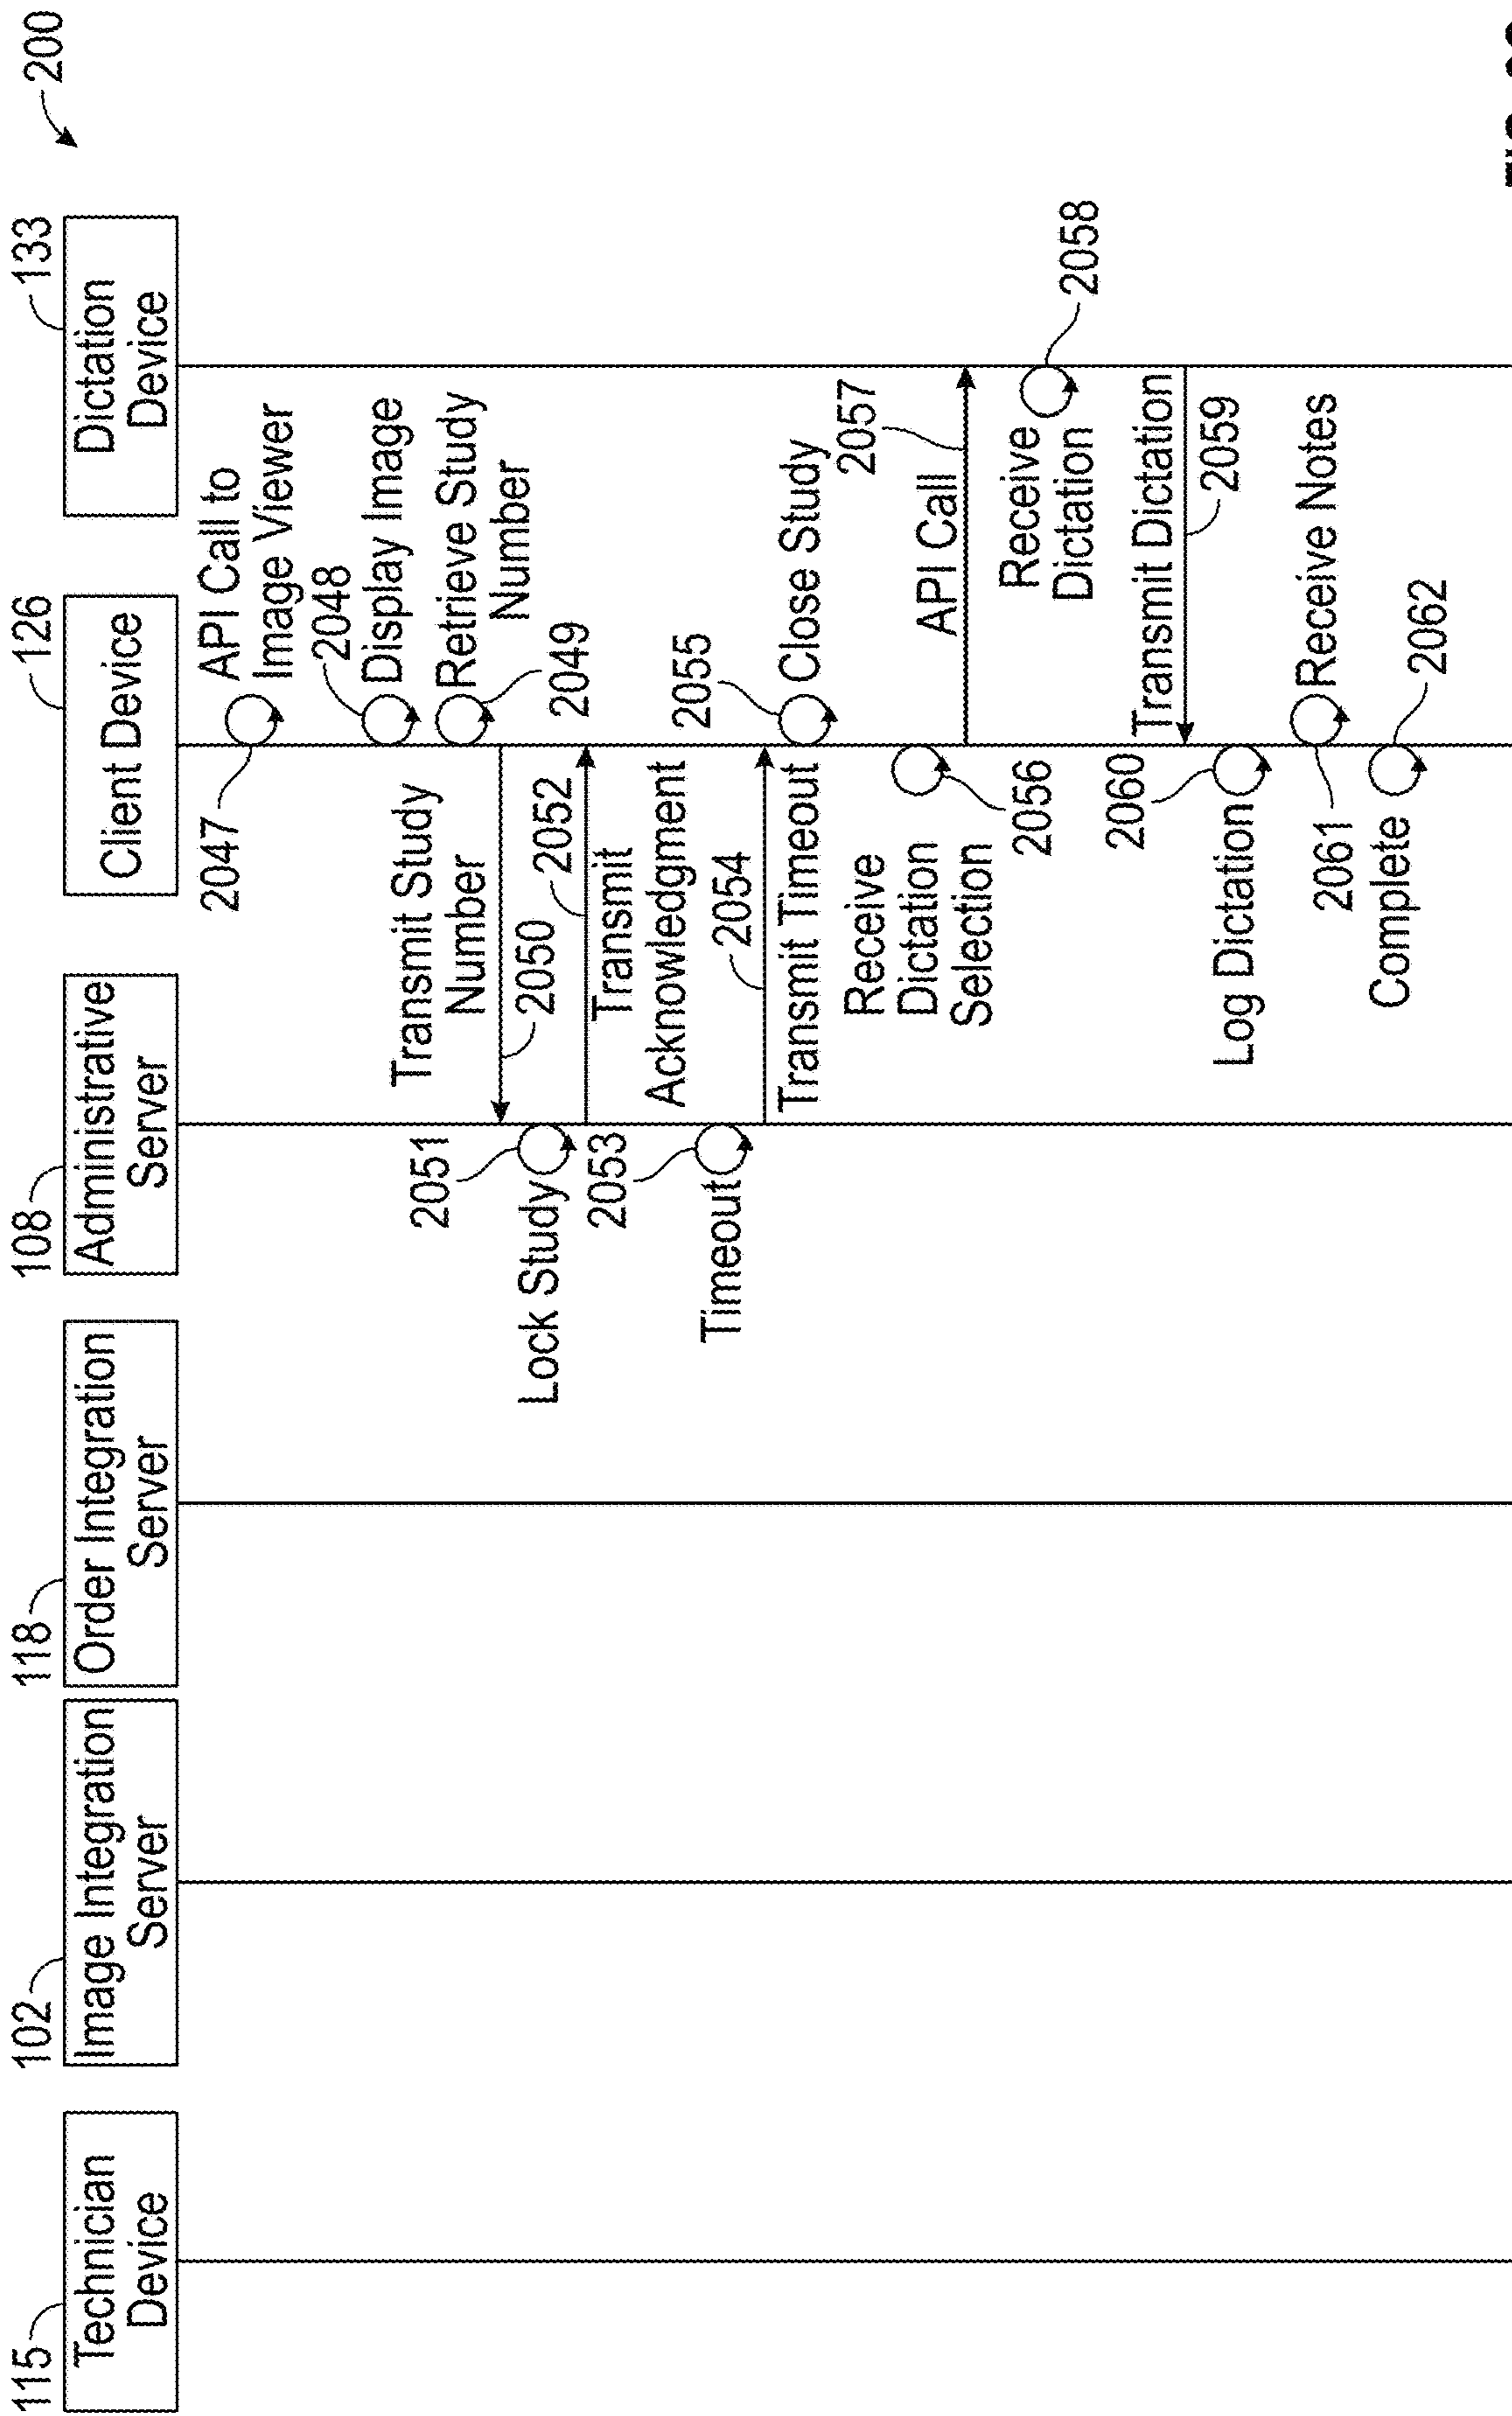 200
115
Technician
Device
102
Image Integration
Server
118
Order Integration
Server
108
Administrative
Server
126
Client Device
133
Dictation
Device
2047
API Call to
Image Viewer
2048
Display Image
Retrieve Study
Number
2049
Transmit Study
Number
2050
2051
Lock Study
2052
Transmit
Acknowledgment
2053
Timeout
2054
Transmit Timeout
2055
Close Study
Receive
Dictation
Selection
2056
2057
API Call
Receive
Dictation
2058
Transmit Dictation
2059
2060
Log Dictation
Receive Notes
2061
Complete
2062